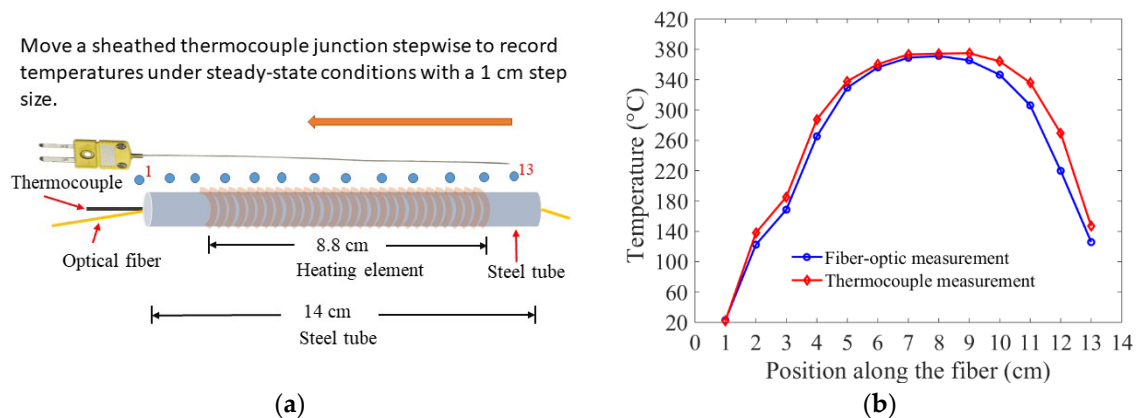 Move a sheathed thermocouple junction stepwise to record
temperatures under steady-state conditions with a 1 cm step
size.
1
13
Thermocouple
Optical fiber
8.8 cm
Heating element
Steel tube
14 cm
Steel tube
(a)
Temperature (°C)
420
380
340
300
260
220
180
140
100
60
20
Fiber-optic measurement
Thermocouple measurement
0 1 2 3 4 5 6 7 8 9 10 11 12 13 14
Position along the fiber (cm)
(b)